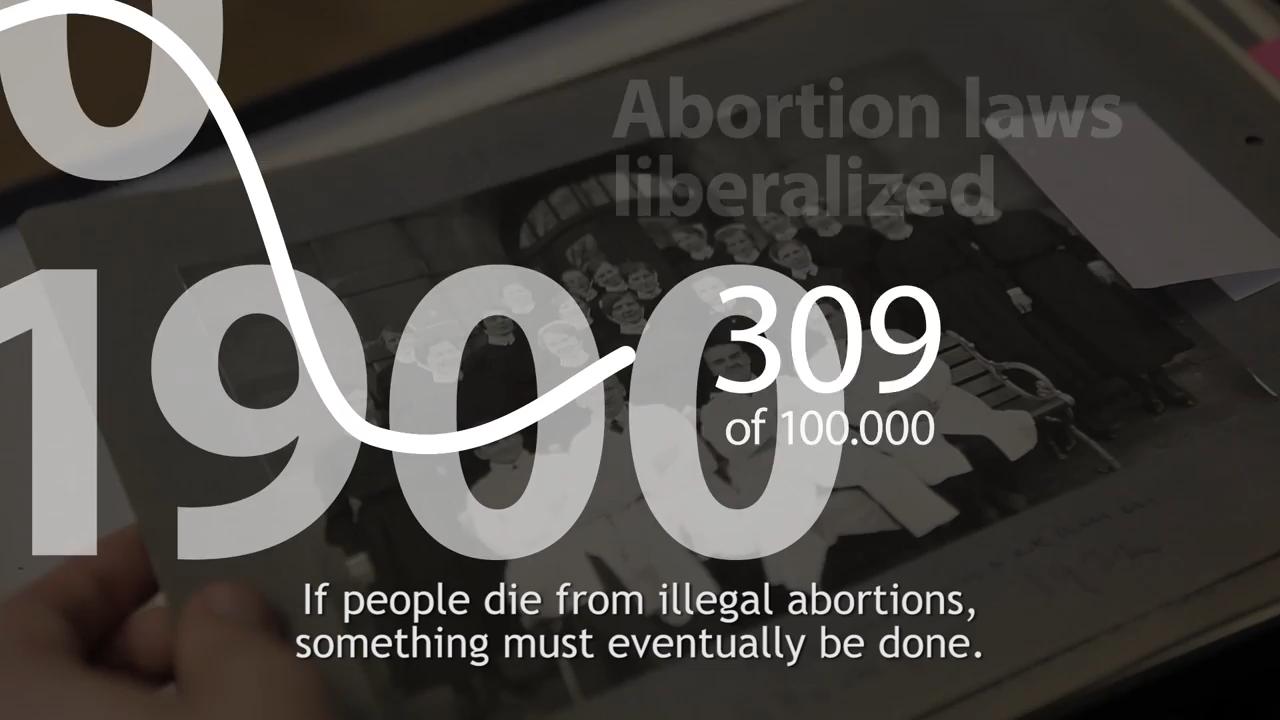 0
Abortion laws
liberalized
1900
309
of 100.000
If people die from illegal abortions,
something must eventually be done.